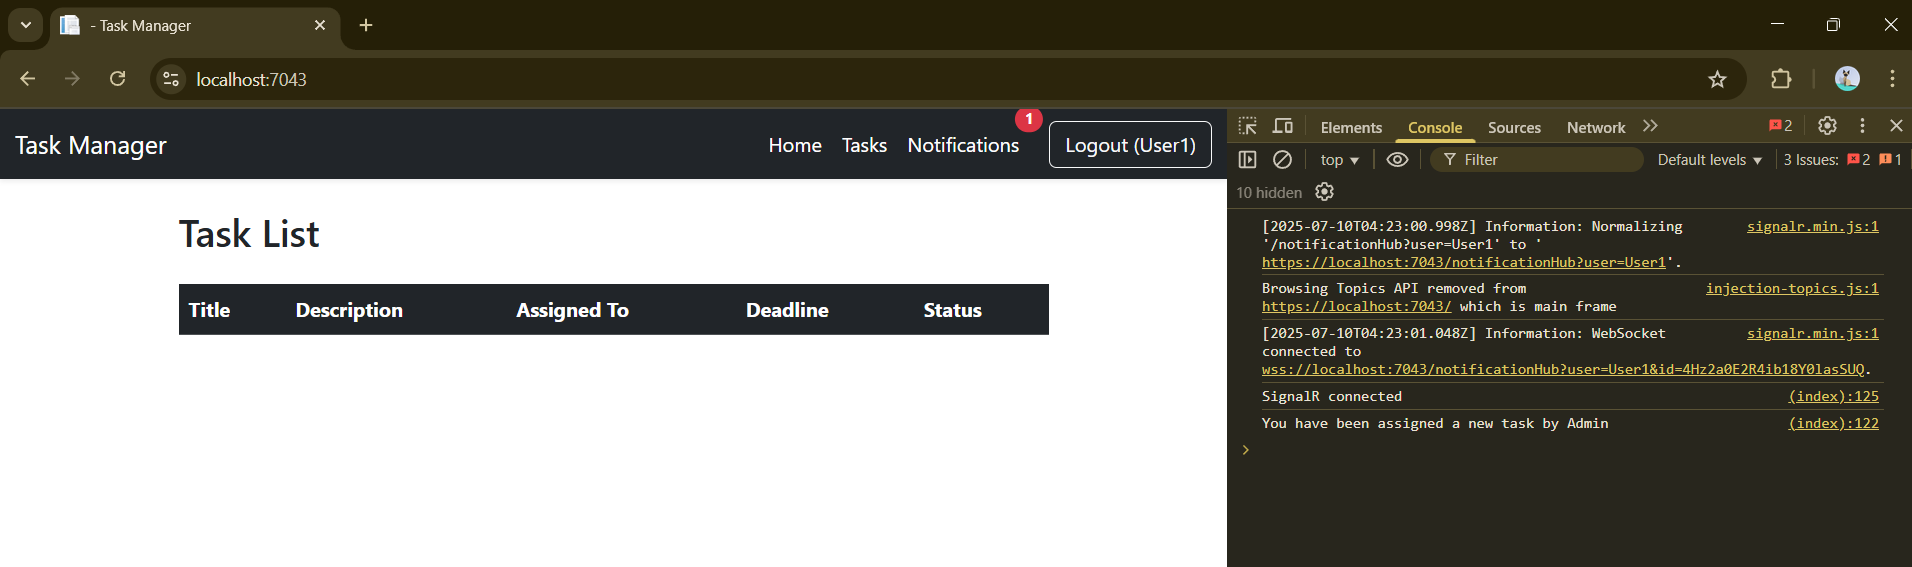 - Task Manager
localhost:7043
Task Manager
Home
Tasks
Notifications
1
Logout (User1)
Task List
Title Description Assigned To Deadline Status
Elements Console Sources Network
2
top
Filter
Default levels
3 Issues: 2 1
10 hidden
[2025-07-10T04:23:00.998Z] Information: Normalizing signalr.min.js:1
'/notificationHub?user=User1' to '
https://localhost:7043/notificationHub?user=User1'.
Browsing Topics API removed from injection-topics.js:1
https://localhost:7043/ which is main frame
[2025-07-10T04:23:01.048Z] Information: WebSocket signalr.min.js:1
connected to
wss://localhost:7043/notificationHub?user=User1&id=4Hz2a0E2R4ib18Y0lasSUQ.
SignalR connected (index):125
You have been assigned a new task by Admin (index):122